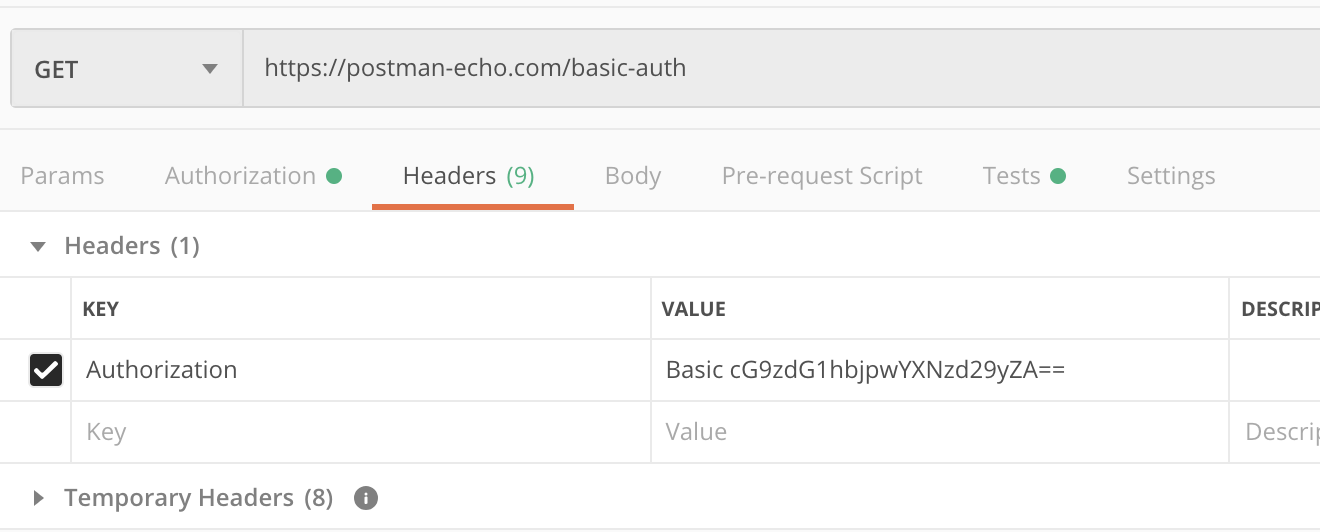 GET https://postman-echo.com/basic-auth
Params Authorization Headers (9) Body Pre-request Script Tests Settings
Headers (1)
KEY VALUE DESCRIP
Authorization Basic cG9zdG1hbjpwYXNzd29yZA==
Key Value Descrip
Temporary Headers (8)